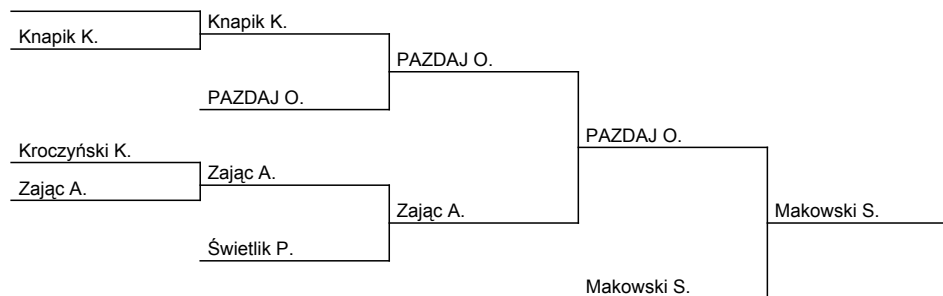 Knapik K.
Knapik K.
PAZDAJ O.
PAZDAJ O.
PAZDAJ O.
Kroczyński K.
Zając A.
Zając A.
Zając A.
Makowski S.
Świetlik P.
Makowski S.